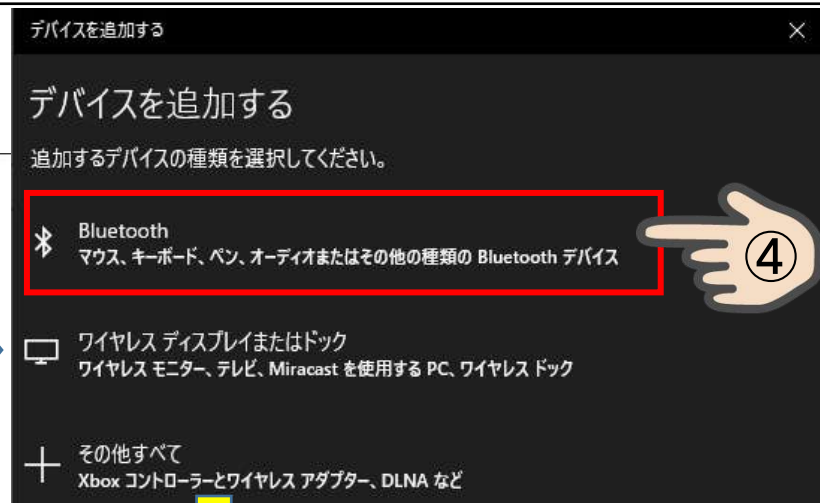 デバイスを追加する
デバイスを追加する
追加するデバイスの種類を選択してください。
Bluetooth
マウス、キーボード、ペン、オーディオまたはその他の種類の Bluetooth デバイス
④
ワイヤレス ディスプレイまたはドック
ワイヤレス モニター、テレビ、Miracast を使用する PC、ワイヤレス ドック
その他すべて
Xbox コントローラーとワイヤレス アダプター、DLNA など